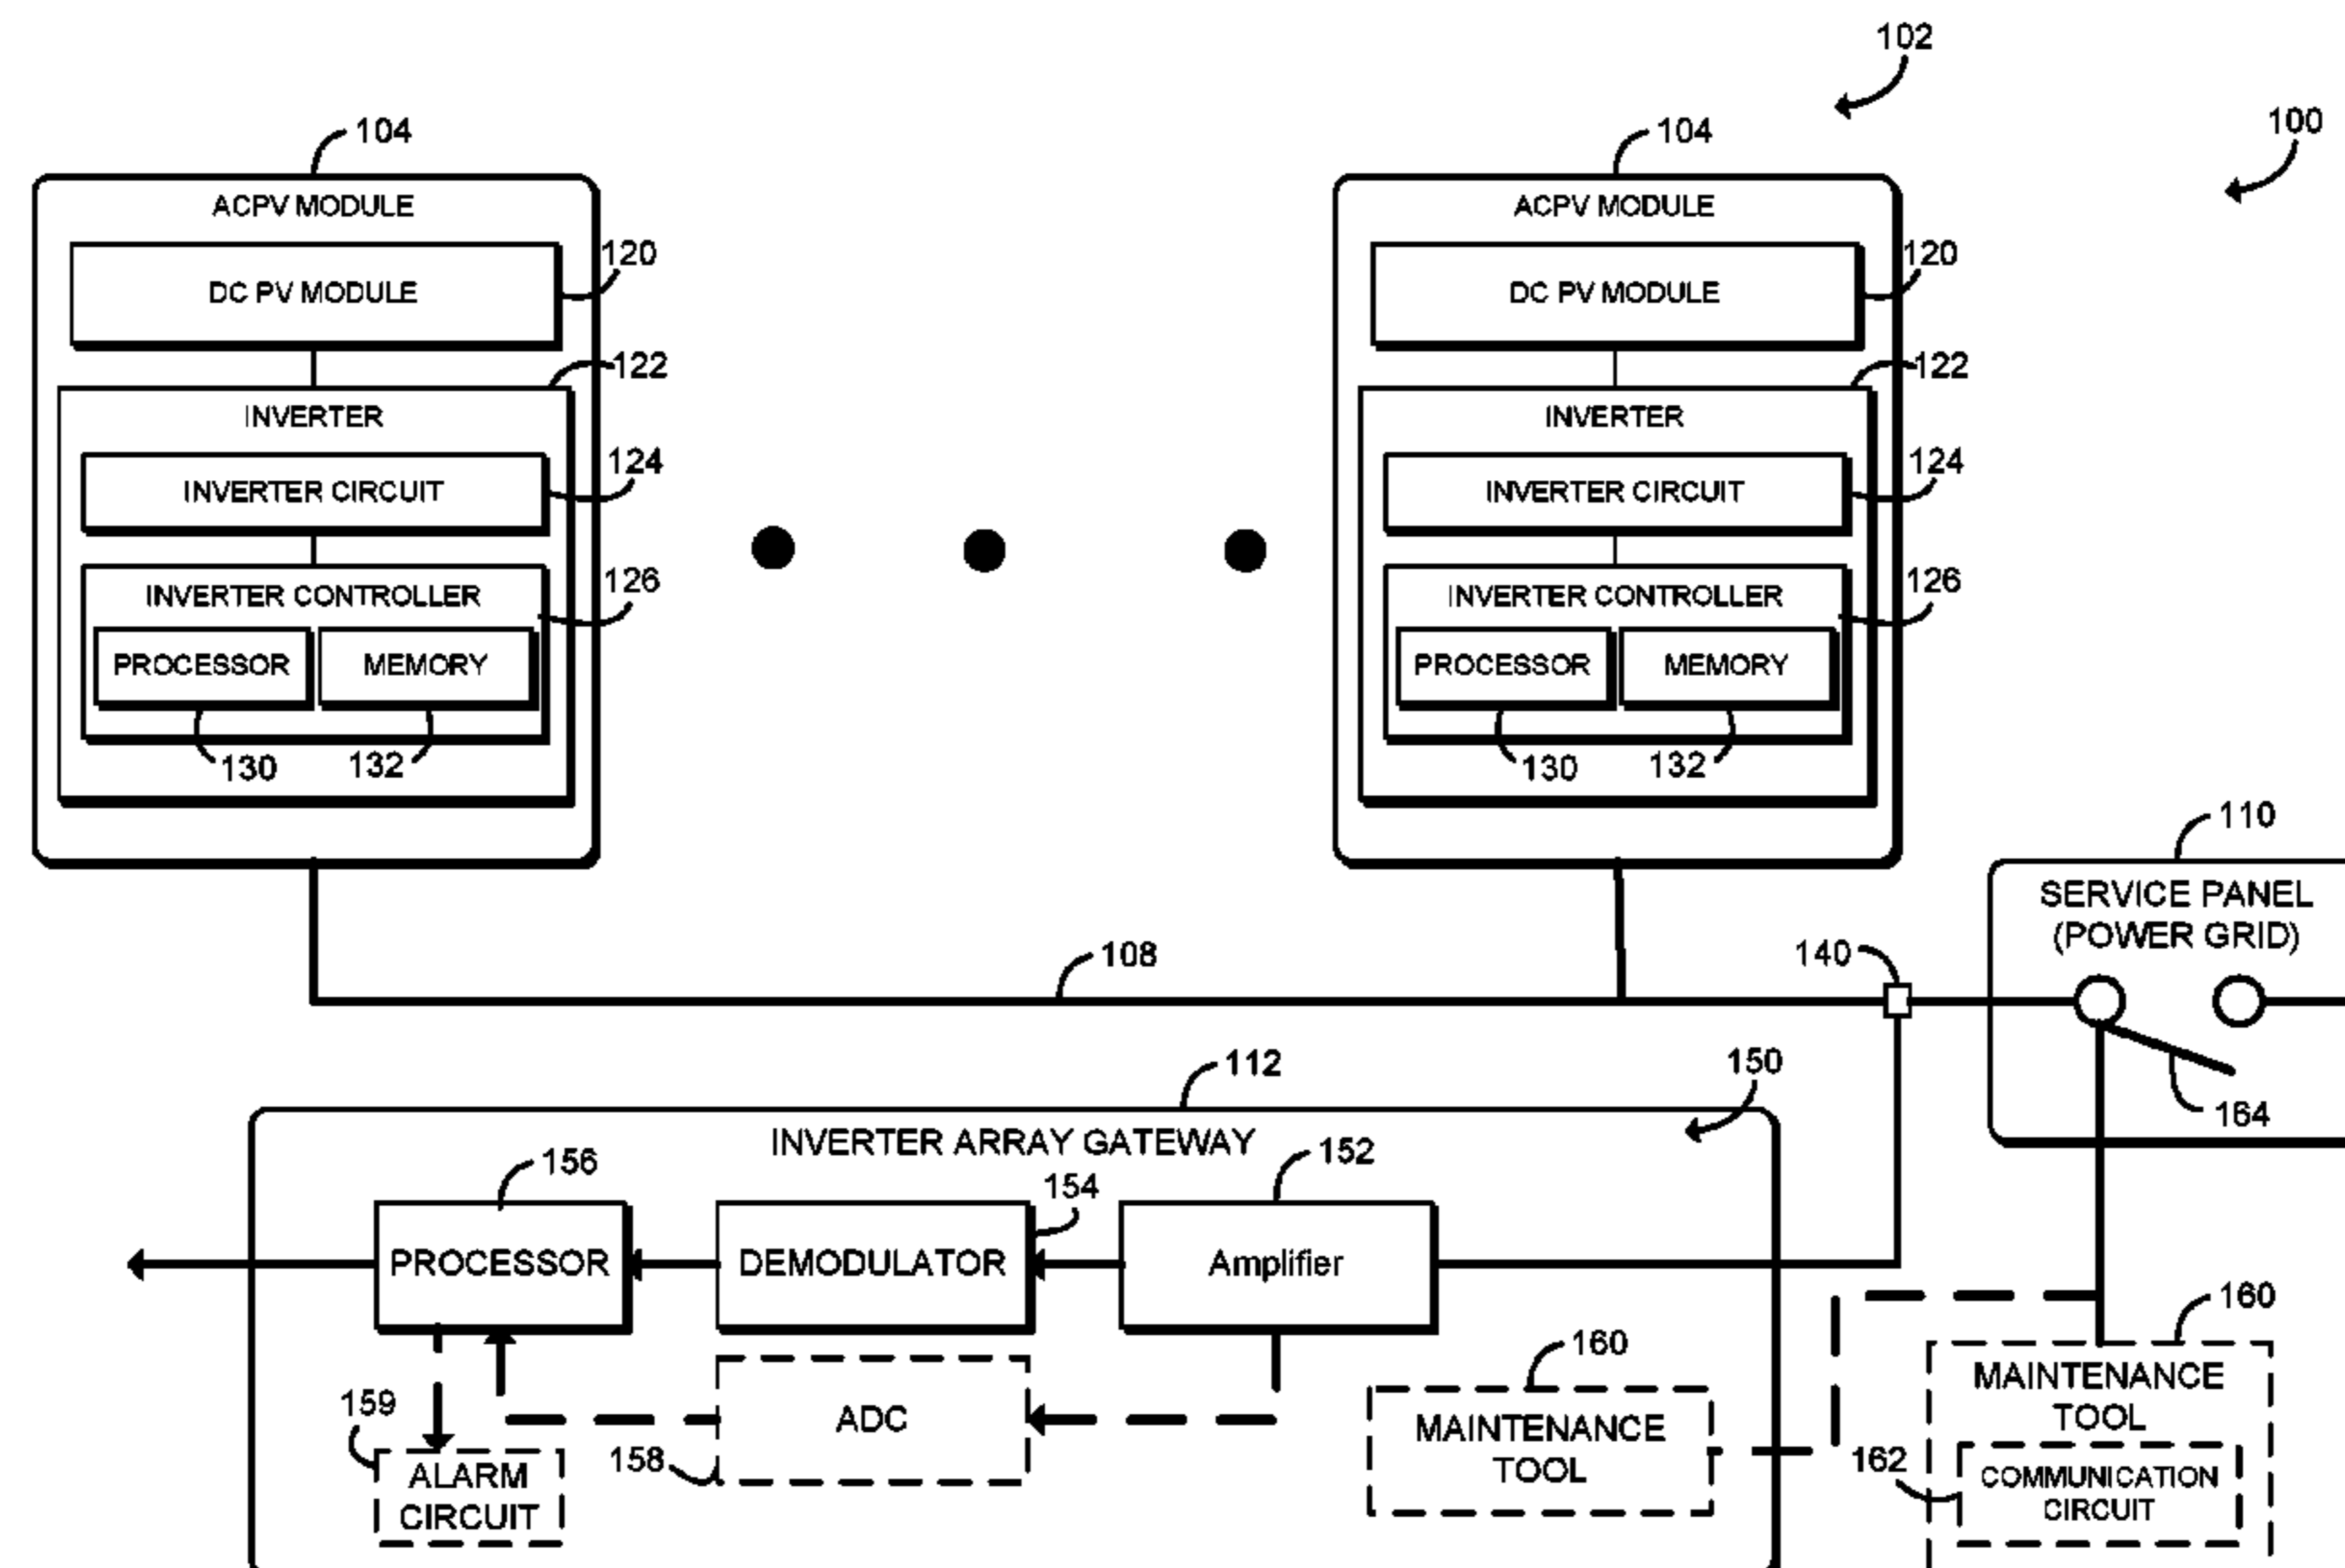 102
100
104
104
ACPV MODULE
ACPV MODULE
120
120
DC PV MODULE
DC PV MODULE
122
122
INVERTER
INVERTER
124
124
INVERTER CIRCUIT
INVERTER CIRCUIT
126
126
INVERTER CONTROLLER
INVERTER CONTROLLER
PROCESSOR
MEMORY
PROCESSOR
MEMORY
130
132
130
132
110
SERVICE PANEL
(POWER GRID)
108
140
112
150
164
INVERTER ARRAY GATEWAY
156
154
152
PROCESSOR
DEMODULATOR
Amplifier
160
160
159
ADC
MAINTENANCE
TOOL
MAINTENANCE
TOOL
158
162
ALARM
CIRCUIT
COMMUNICATION
CIRCUIT